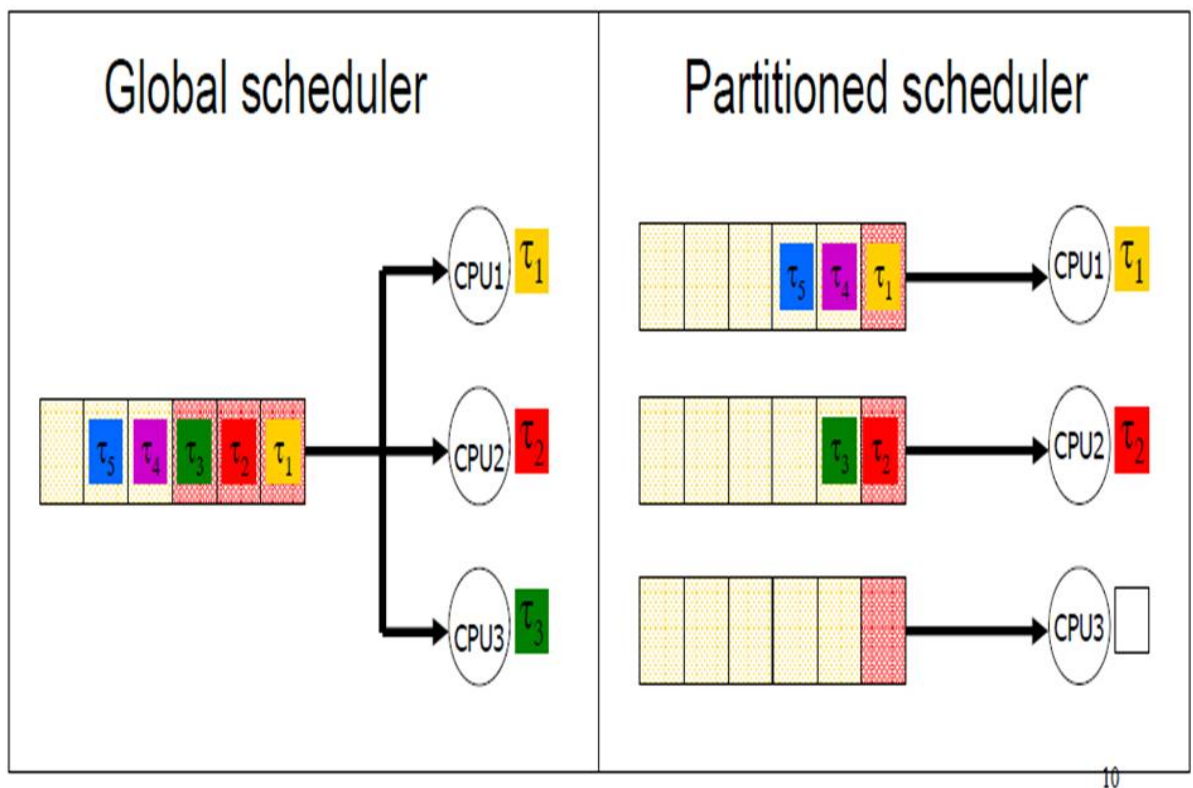 Global scheduler
τ5 τ4 τ3 τ2 τ1
CPU1 τ1
CPU2 τ2
CPU3 τ3
Partitioned scheduler
τ5 τ4 τ1
CPU1 τ1
τ3 τ2
CPU2 τ2
CPU3
10